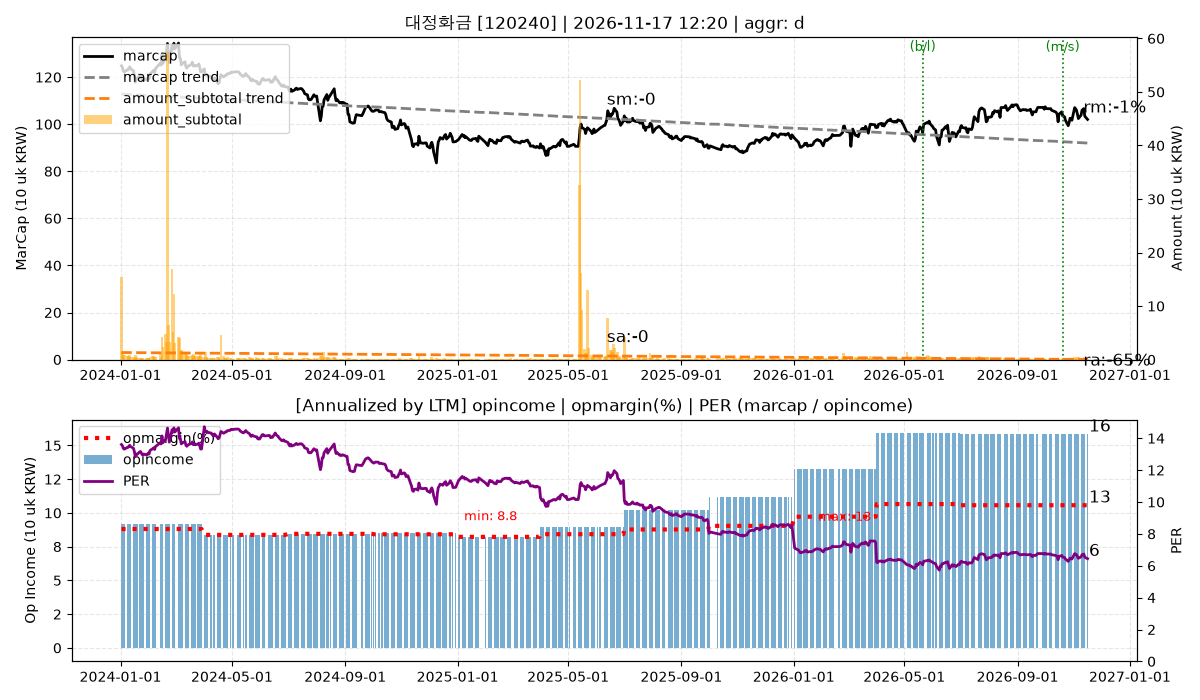 대정화금 [120240] | 2026-11-17 12:20 | aggr: d
(b/l)
(m/s)
marcap
marcap trend
amount_subtotal trend
amount_subtotal
sm:-0
rm:-1%
sa:-0
ra:-65%
MarCap (10 uk KRW)
120
100
80
60
40
20
0
Amount (10 uk KRW)
60
50
40
30
20
10
0
2024-01-01 2024-05-01 2024-09-01 2025-01-01 2025-05-01 2025-09-01 2026-01-01 2026-05-01 2026-09-01 2027-01-01
[Annualized by LTM] opincome | opmargin(%) | PER (marcap / opincome)
opmargin(%)
opincome
PER
min: 8.8
max: 13
16
13
6
Op Income (10 uk KRW)
15
12
10
8
5
2
0
PER
14
12
10
8
6
4
2
0
2024-01-01 2024-05-01 2024-09-01 2025-01-01 2025-05-01 2025-09-01 2026-01-01 2026-05-01 2026-09-01 2027-01-01